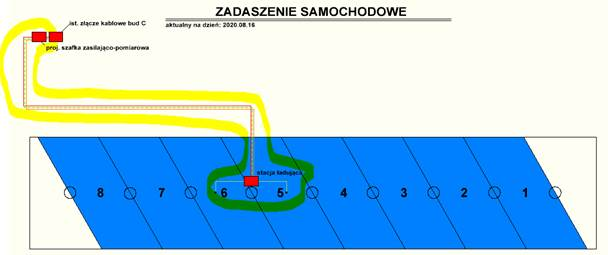 ZADASZENIE SAMOCHODOWE
aktualny na dzień: 2020.08.16
ist. złącze kablowe bud C
proj. szafka zasilająco-pomiarowa
stacja ładująca
8 7 6 5 4 3 2 1